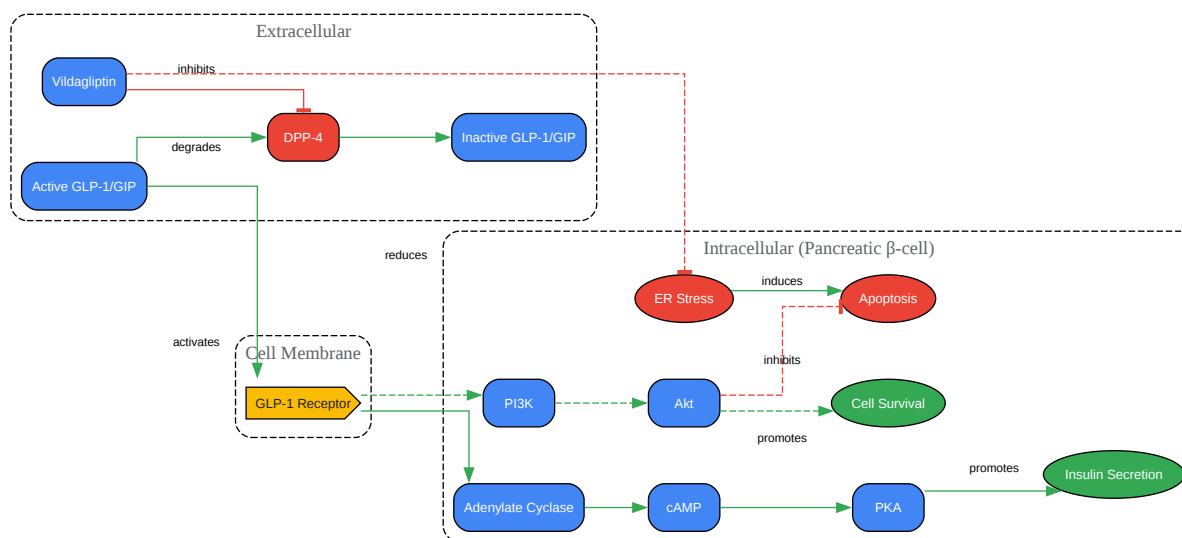 Extracellular
Vildagliptin
inhibits
DPP-4
Inactive GLP-1/GIP
degrades
Active GLP-1/GIP
reduces
Intracellular (Pancreatic β-cell)
ER Stress
induces
Apoptosis
activates
Cell Membrane
inhibits
GLP-1 Receptor
PI3K
Akt
Cell Survival
promotes
promotes
Insulin Secretion
Adenylate Cyclase
cAMP
PKA